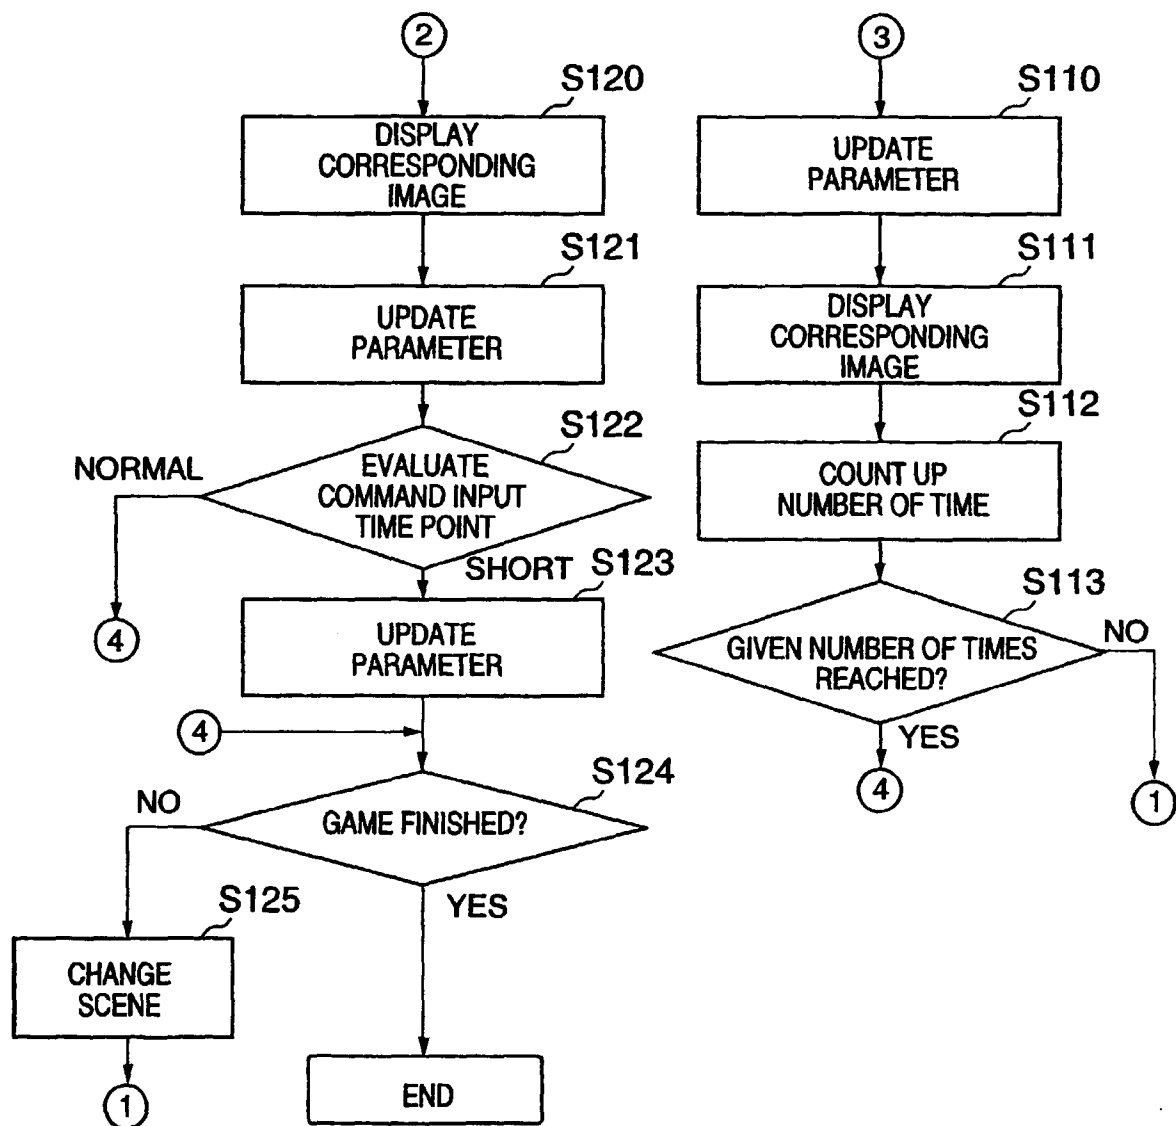 2
S120
DISPLAY
CORRESPONDING
IMAGE
S121
UPDATE
PARAMETER
S122
EVALUATE
COMMAND INPUT
TIME POINT
NORMAL
4
SHORT
S123
UPDATE
PARAMETER
4
S124
GAME FINISHED?
NO
YES
S125
CHANGE
SCENE
1
END
3
S110
UPDATE
PARAMETER
S111
DISPLAY
CORRESPONDING
IMAGE
S112
COUNT UP
NUMBER OF TIME
S113
GIVEN NUMBER OF TIMES
REACHED?
NO
YES
4
1